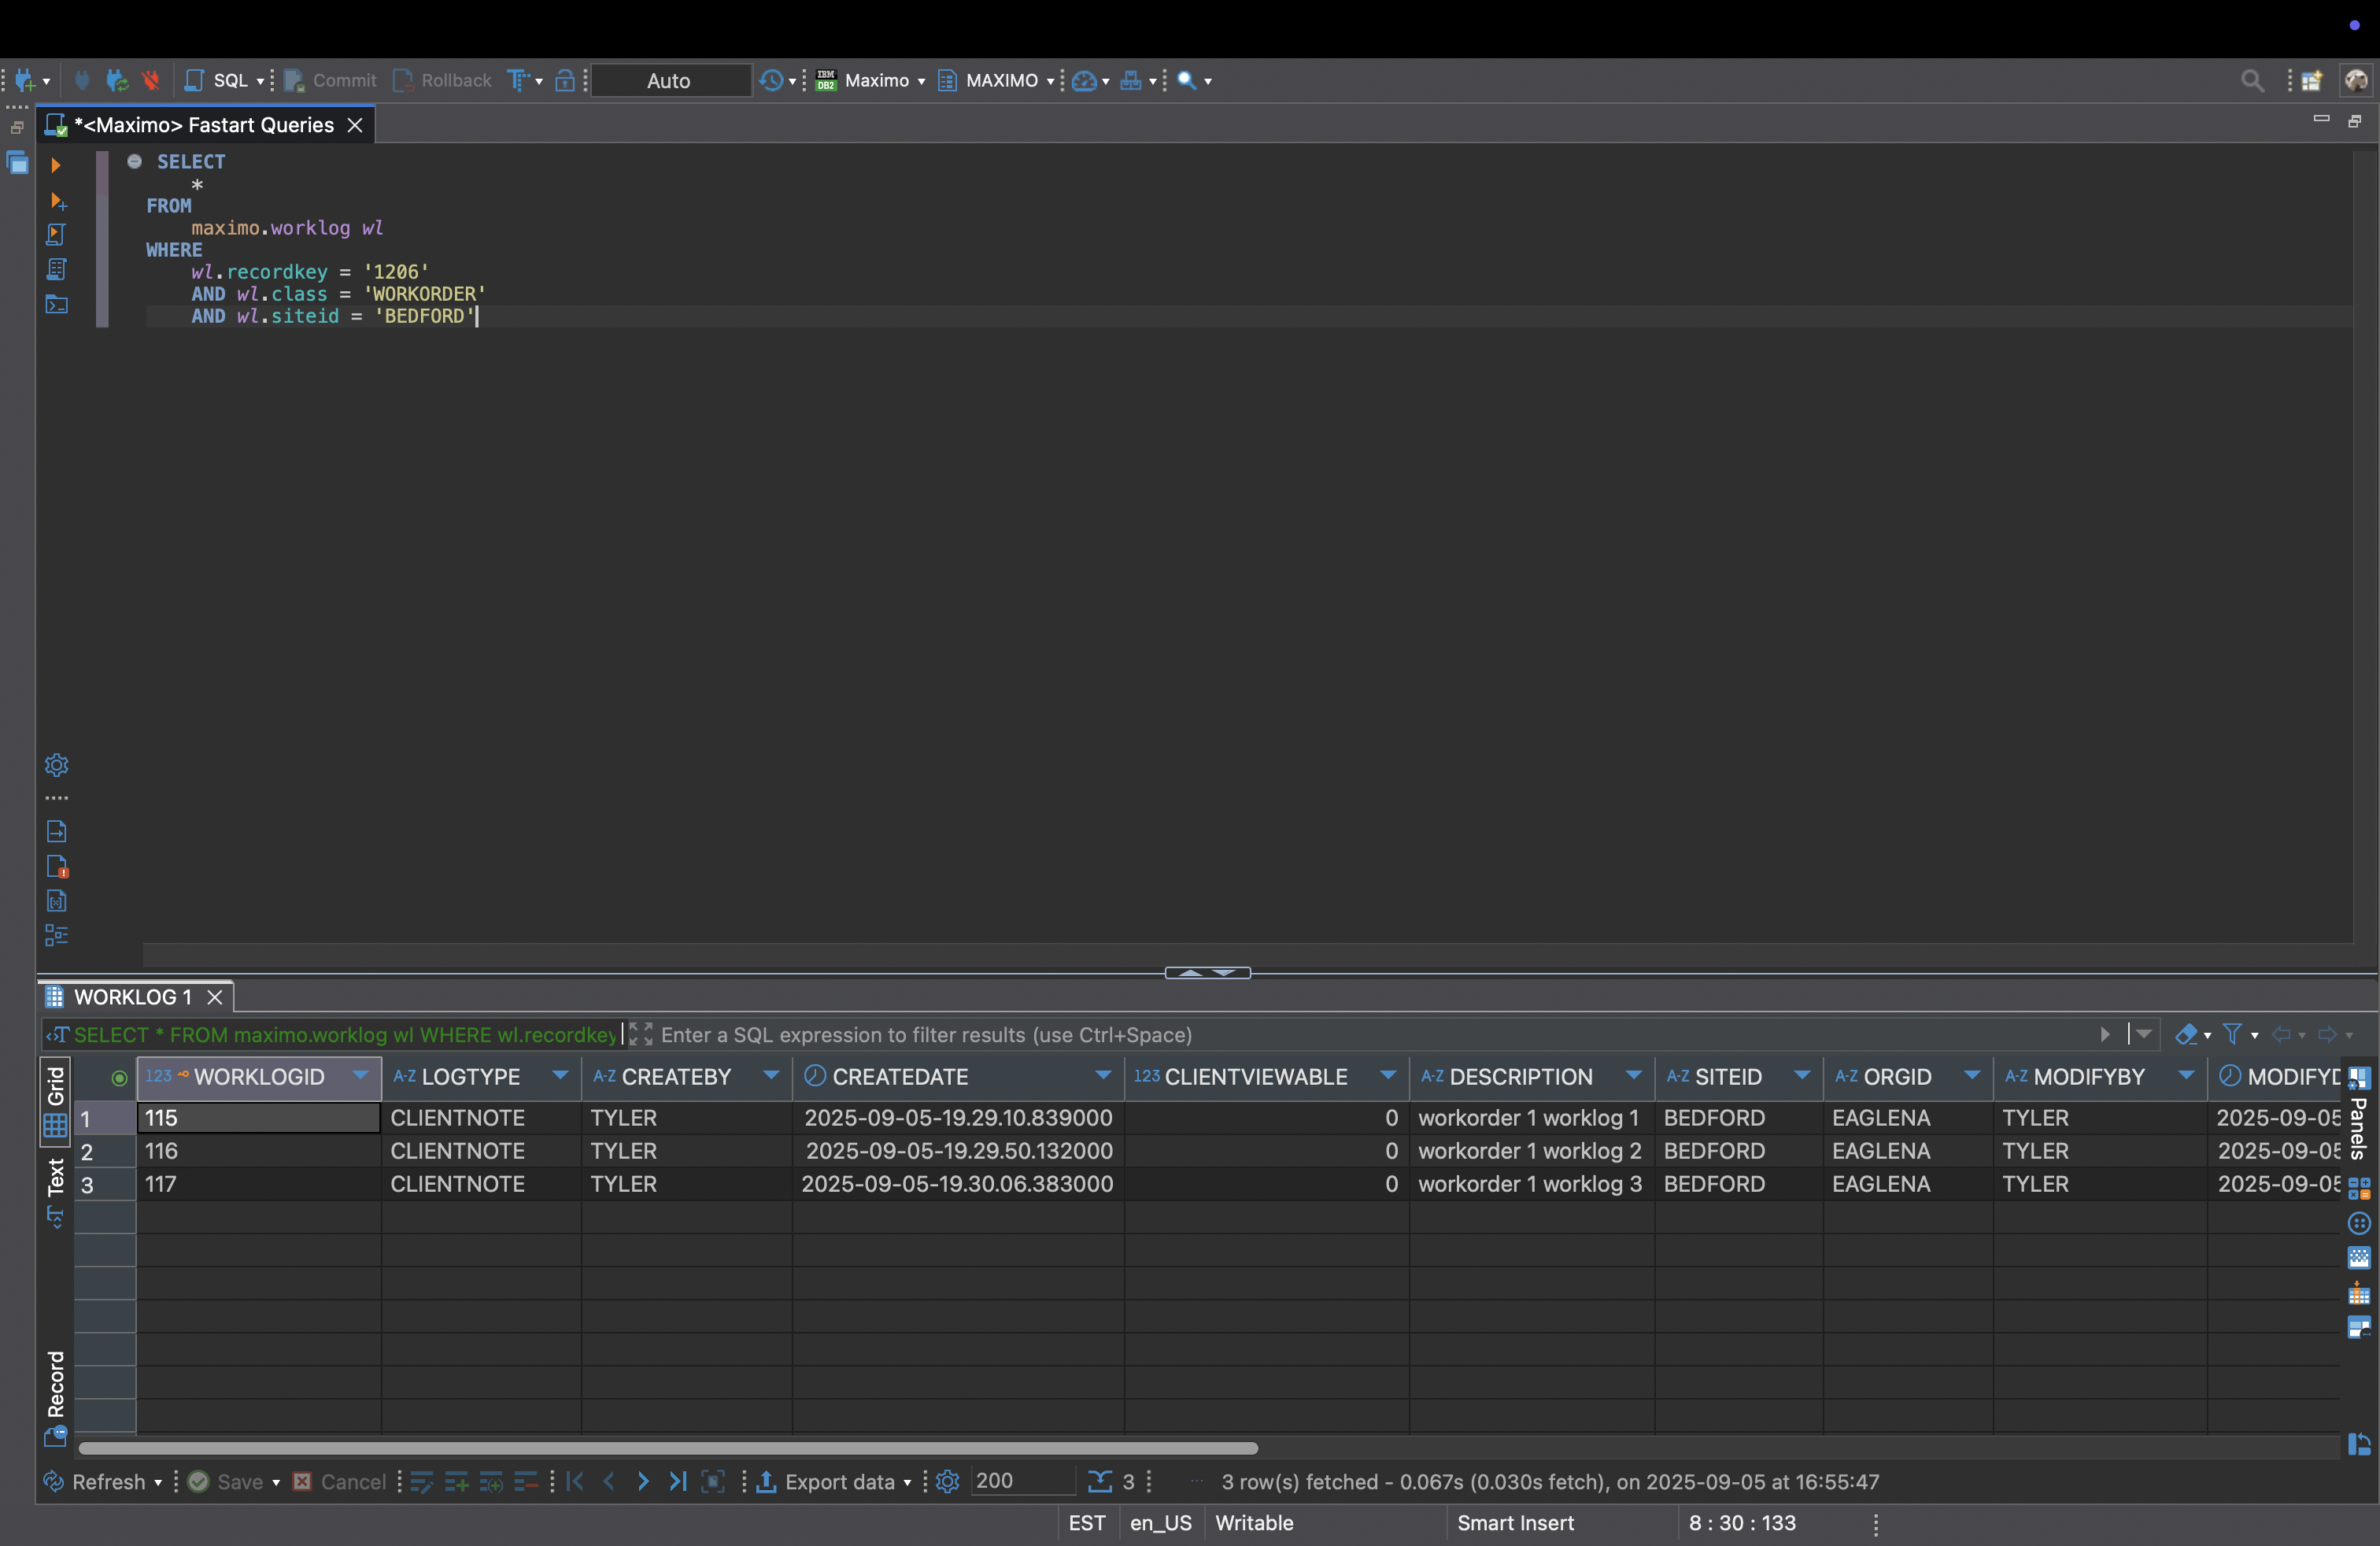 SQL Commit Rollback Auto IBM DB2 Maximo MAXIMO
*<Maximo> Fastart Queries
SELECT
*
FROM
maximo.worklog wl
WHERE
wl.recordkey = '1206'
AND wl.class = 'WORKORDER'
AND wl.siteid = 'BEDFORD'
WORKLOG 1
SELECT * FROM maximo.worklog wl WHERE wl.recordkey Enter a SQL expression to filter results (use Ctrl+Space)
Grid
Text
Record
Panels
123 WORKLOGID A-Z LOGTYPE A-Z CREATEBY CREATEDATE 123 CLIENTVIEWABLE A-Z DESCRIPTION A-Z SITEID A-Z ORGID A-Z MODIFYBY MODIFYD
1 115 CLIENTNOTE TYLER 2025-09-05-19.29.10.839000 0 workorder 1 worklog 1 BEDFORD EAGLENA TYLER 2025-09-05
2 116 CLIENTNOTE TYLER 2025-09-05-19.29.50.132000 0 workorder 1 worklog 2 BEDFORD EAGLENA TYLER 2025-09-05
3 117 CLIENTNOTE TYLER 2025-09-05-19.30.06.383000 0 workorder 1 worklog 3 BEDFORD EAGLENA TYLER 2025-09-05
Refresh Save Cancel Export data 200 3 3 row(s) fetched - 0.067s (0.030s fetch), on 2025-09-05 at 16:55:47
EST en_US Writable Smart Insert 8 : 30 : 133